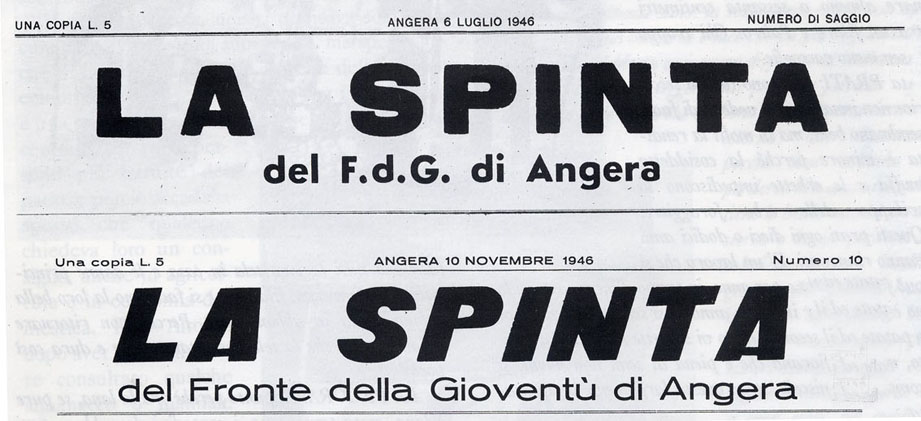 UNA COPIA L. 5 ANGERA 6 LUGLIO 1946 NUMERO DI SAGGIO
LA SPINTA
del F.d.G. di Angera
Una copia L. 5 ANGERA 10 NOVEMBRE 1946 Numero 10
LA SPINTA
del Fronte della Gioventù di Angera